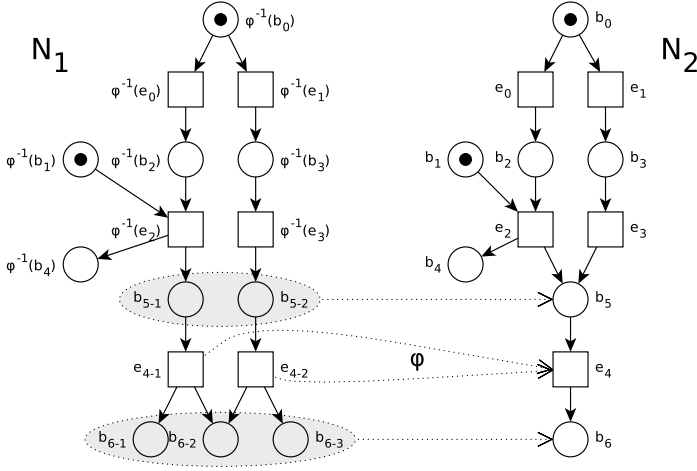 N₁
φ⁻¹(b₀)
b₀
N₂
φ⁻¹(e₀)
φ⁻¹(e₁)
e₀
e₁
φ⁻¹(b₁)
φ⁻¹(b₂)
φ⁻¹(b₃)
b₁
b₂
b₃
φ⁻¹(e₂)
φ⁻¹(e₃)
e₂
e₃
φ⁻¹(b₄)
b₄
b₅₋₁
b₅₋₂
b₅
e₄₋₁
e₄₋₂
φ
e₄
b₆₋₁
b₆₋₂
b₆₋₃
b₆